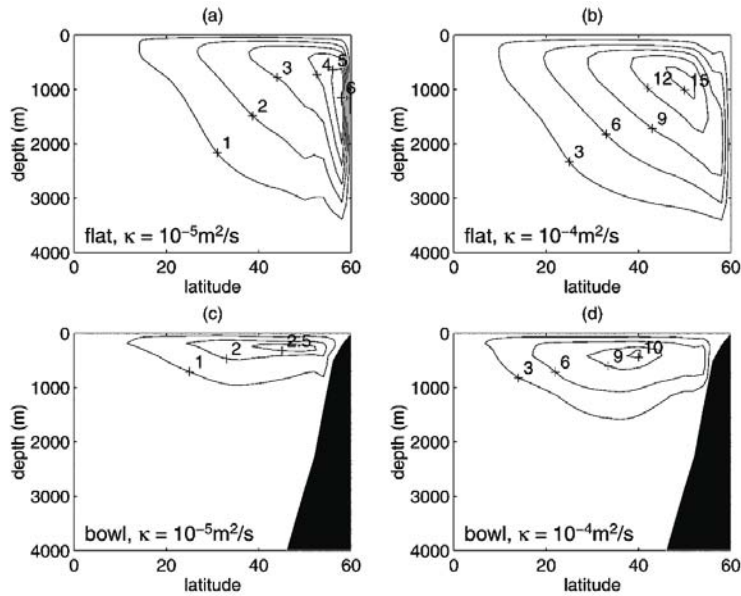 (a)
0
1000
2000
3000
4000
depth (m)
1
2
3
4
5
6
flat, κ = 10⁻⁵m²/s
0 20 40 60
latitude
(b)
0
1000
2000
3000
4000
depth (m)
3
6
9
12
15
flat, κ = 10⁻⁴m²/s
0 20 40 60
latitude
(c)
0
1000
2000
3000
4000
depth (m)
1
2
2.5
bowl, κ = 10⁻⁵m²/s
0 20 40 60
latitude
(d)
0
1000
2000
3000
4000
depth (m)
3
6
9
10
bowl, κ = 10⁻⁴m²/s
0 20 40 60
latitude